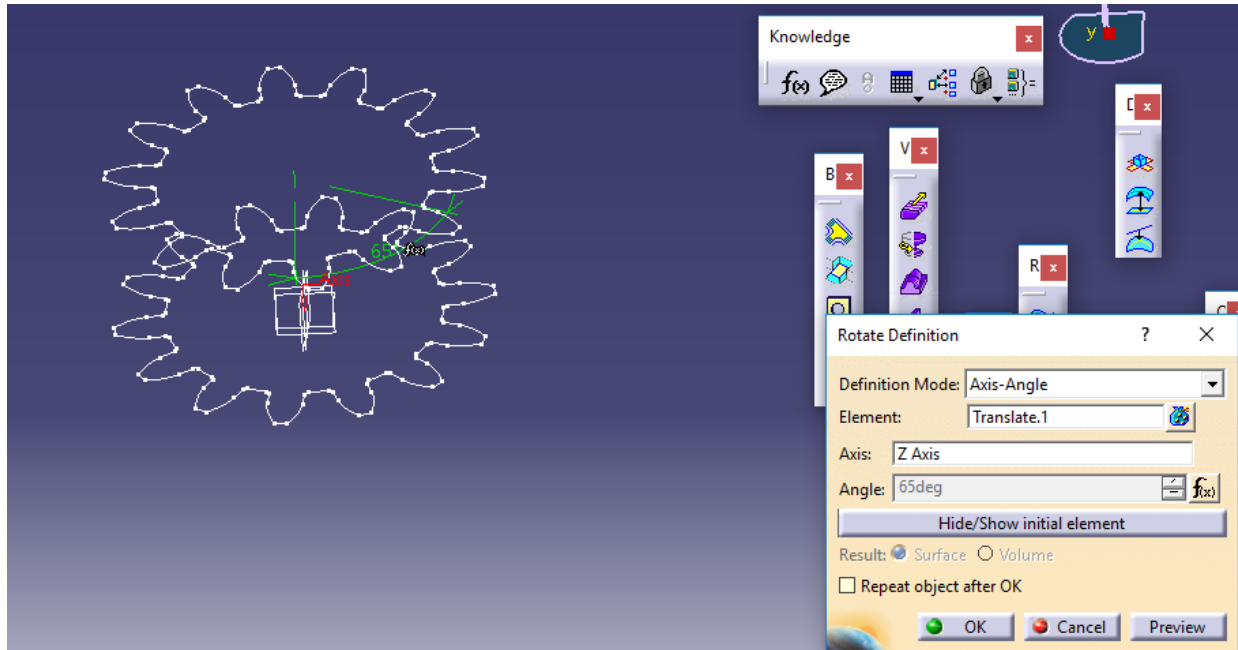 Knowledge
y
D
V
B
R
65
Axis
Rotate Definition ?
Definition Mode: Axis-Angle
Element: Translate.1
Axis: Z Axis
Angle: 65deg f(x)
Hide/Show initial element
Result: Surface Volume
Repeat object after OK
OK Cancel Preview